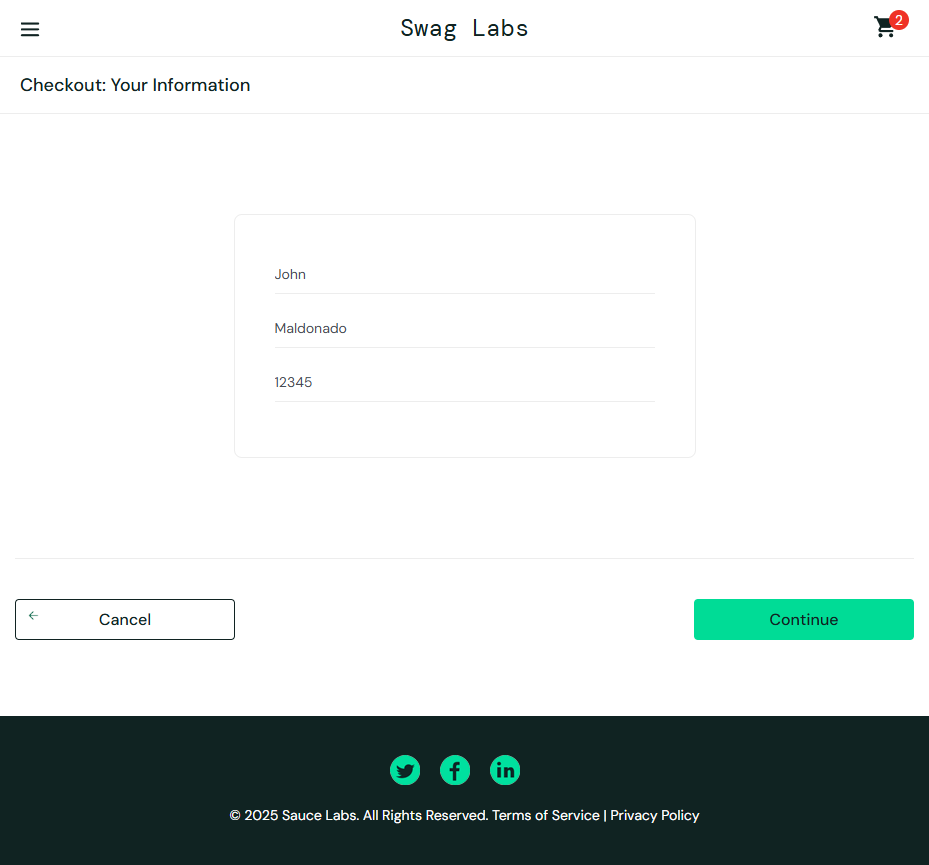 Swag Labs
2
Checkout: Your Information
John
Maldonado
12345
Cancel
Continue
© 2025 Sauce Labs. All Rights Reserved. Terms of Service | Privacy Policy